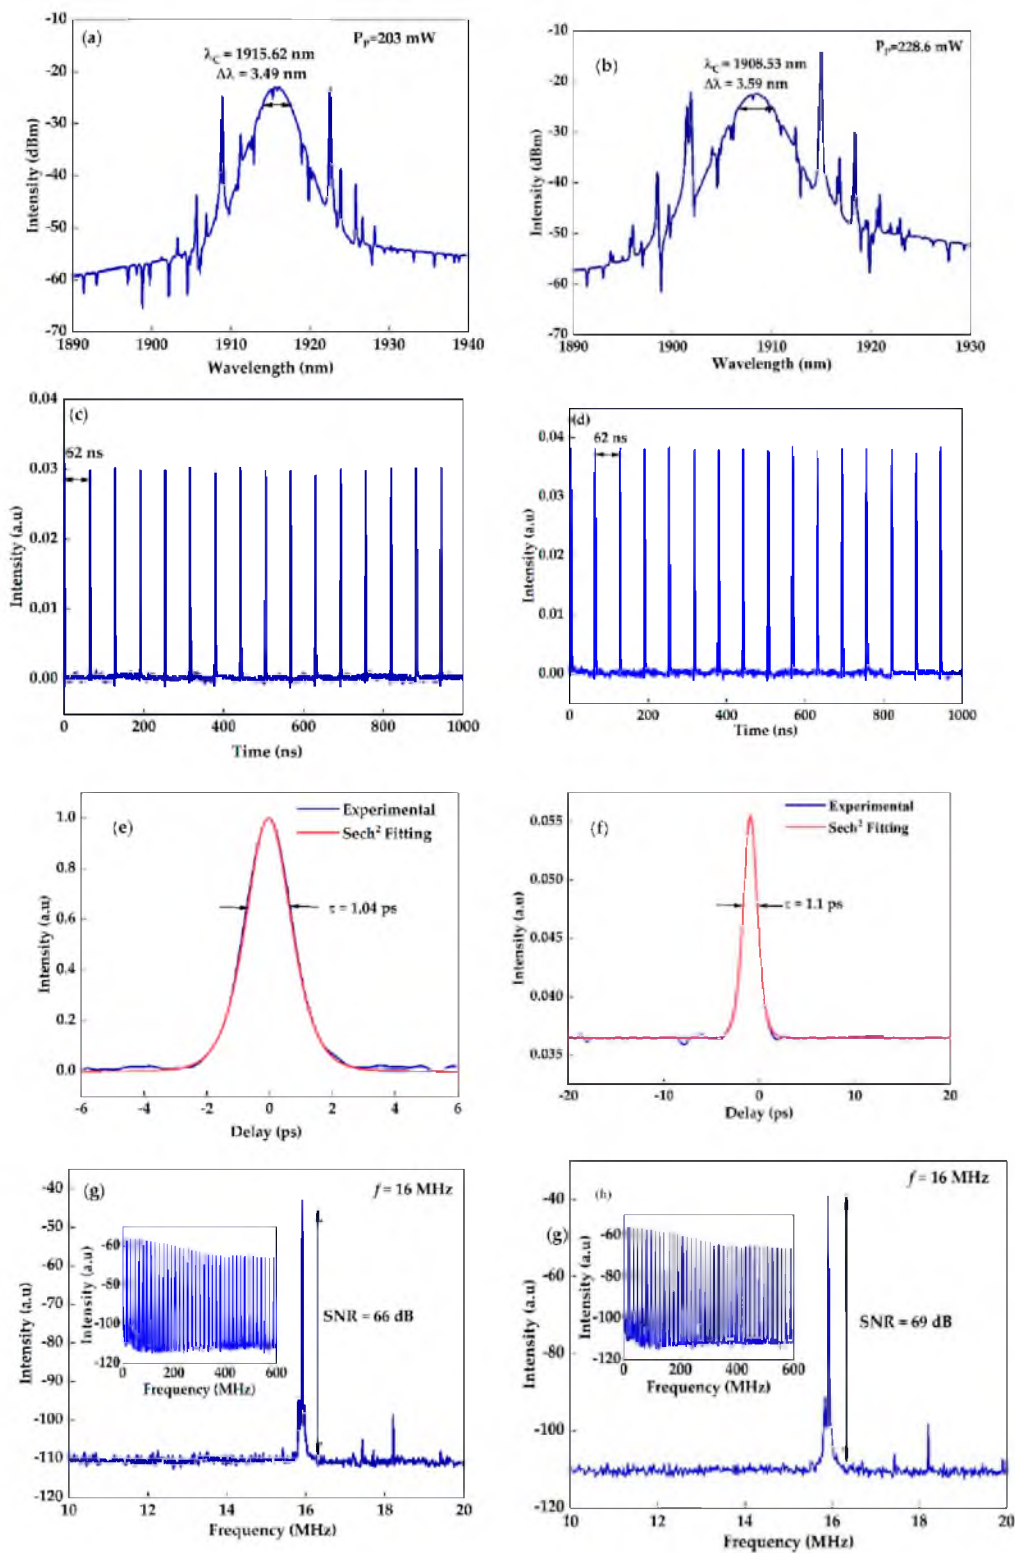 (a)
P_P=203 mW
λ_C = 1915.62 nm
Δλ = 3.49 nm
-10
-20
-30
-40
-50
-60
-70
Intensity (dBm)
1890 1900 1910 1920 1930 1940
Wavelength (nm)
(b)
P_P=228.6 mW
λ_C = 1908.53 nm
Δλ = 3.59 nm
-10
-20
-30
-40
-50
-60
-70
Intensity (dBm)
1890 1900 1910 1920 1930
Wavelength (nm)
(c)
62 ns
0.04
0.03
0.02
0.01
0.00
Intensity (a.u)
0 200 400 600 800 1000
Time (ns)
(d)
62 ns
0.04
0.03
0.02
0.01
0.00
Intensity (a.u)
0 200 400 600 800 1000
Time (ns)
(e)
Experimental
Sech² Fitting
τ = 1.04 ps
1.0
0.8
0.6
0.4
0.2
0.0
Intensity (a.u)
-6 -4 -2 0 2 4 6
Delay (ps)
(f)
Experimental
Sech² Fitting
τ = 1.1 ps
0.055
0.050
0.045
0.040
0.035
Intensity (a.u)
-20 -10 0 10 20
Delay (ps)
(g)
f = 16 MHz
SNR = 66 dB
-40
-50
-60
-70
-80
-90
-100
-110
-120
Intensity (a.u)
10 12 14 16 18 20
Frequency (MHz)
-60
-80
-100
-120
Intensity (a.u)
0 200 400 600
Frequency (MHz)
(h)
(g)
f = 16 MHz
SNR = 69 dB
-40
-60
-80
-100
-120
Intensity (a.u)
10 12 14 16 18 20
Frequency (MHz)
-60
-80
-100
-120
Intensity (a.u)
0 200 400 600
Frequency (MHz)